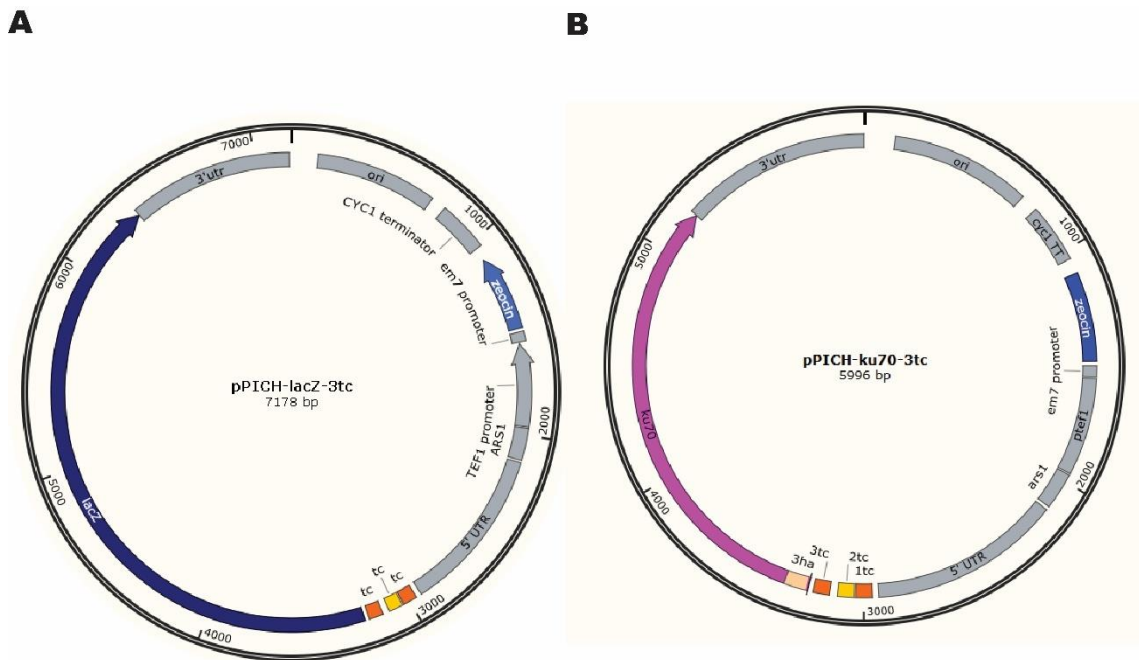 A
7000
3'utr
ori
1000
CYC1 terminator
em7 promoter
zeocin
6000
pPICH-lacZ-3tc
7178 bp
TEF1 promoter
ARS1
2000
5' UTR
5000
lacZ
tc
tc
tc
3000
4000
B
3'utr
ori
cyc1 TT
1000
zeocin
5000
em7 promoter
pPICH-ku70-3tc
5996 bp
ptef1
ku70
ars1
2000
4000
5' UTR
3ha
3tc
2tc
1tc
3000